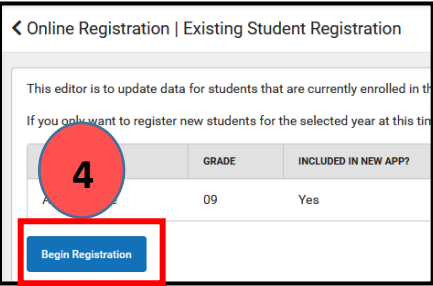 Online Registration | Existing Student Registration
This editor is to update data for students that are currently enrolled in
If you only want to register new students for the selected year at this
4
GRADE
INCLUDED IN NEW APP?
09
Yes
Begin Registration